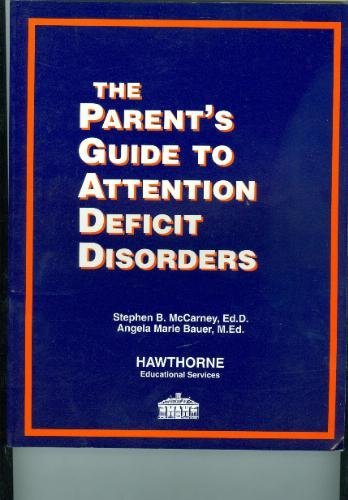 THE
PARENT'S
GUIDE TO
ATTENTION
DEFICIT
DISORDERS
Stephen B. McCarney, Ed.D.
Angela Marie Bauer, M.Ed.
HAWTHORNE
Educational Services